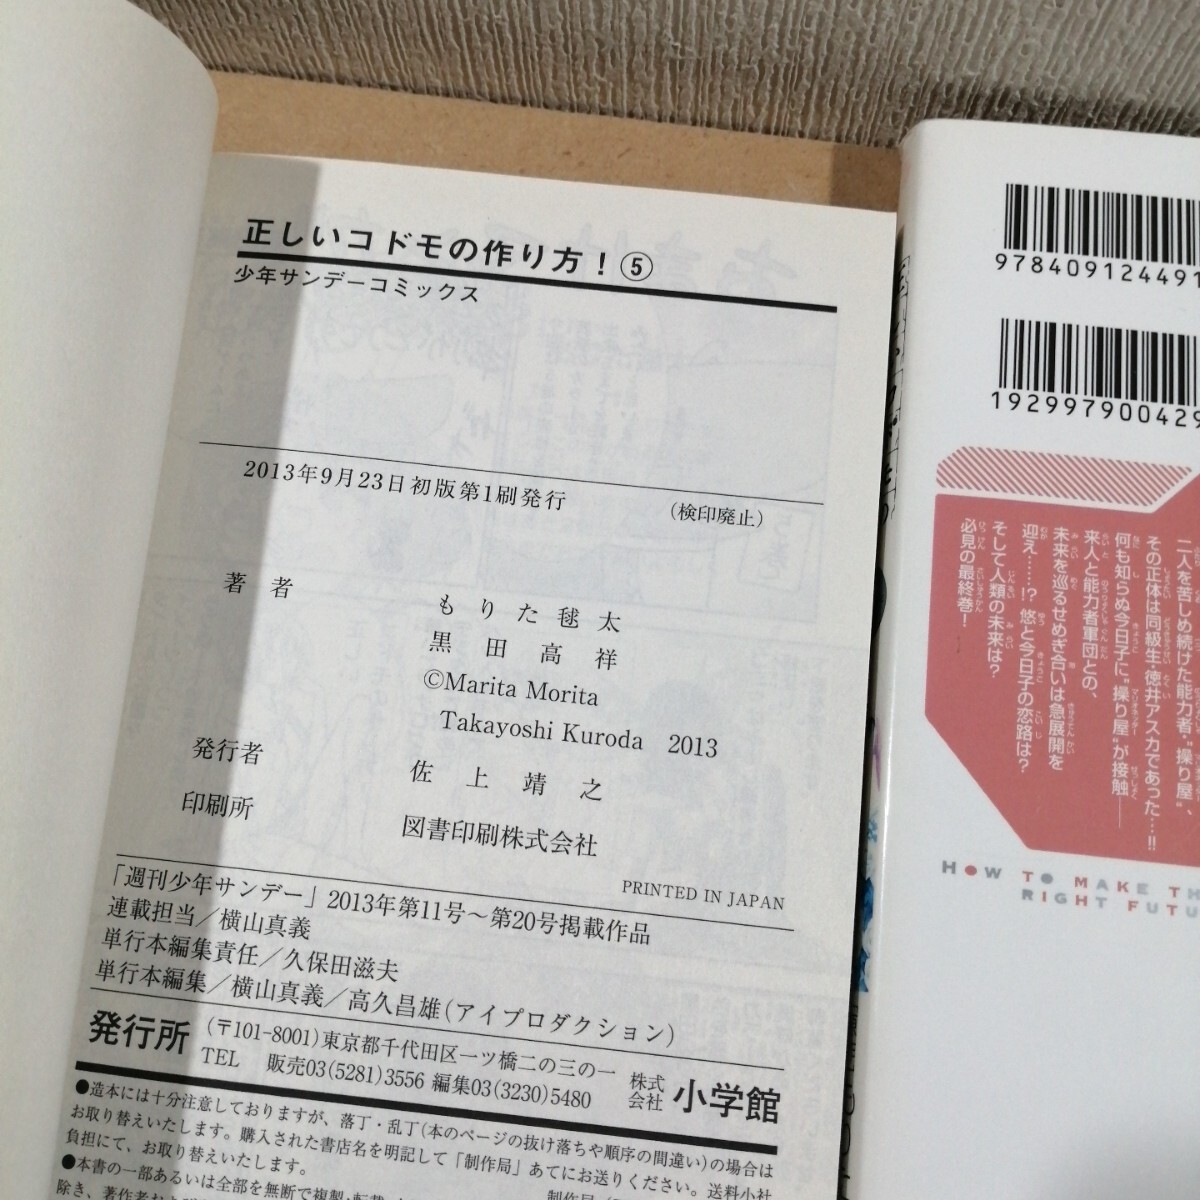 正しいコドモの作り方！⑤
少年サンデーコミックス
2013年9月23日初版第1刷発行 （検印廃止）
著者 もりた毬太
黒田高祥
©Marita Morita
Takayoshi Kuroda 2013
発行者 佐上靖之
印刷所 図書印刷株式会社
PRINTED IN JAPAN
「週刊少年サンデー」2013年第11号〜第20号掲載作品
連載担当／横山真義
単行本編集責任／久保田滋夫
単行本編集／横山真義／高久昌雄（アイプロダクション）
発行所 （〒101-8001）東京都千代田区一ツ橋二の三の一
TEL 販売03(5281)3556 編集03(3230)5480
株式会社 小学館
●造本には十分注意しておりますが、落丁・乱丁（本のページの抜け落ちや順序の間違い）の場合は
お取り替えいたします。購入された書店名を明記して「制作局」あてにお送りください。送料小社
負担にて、お取り替えいたします。
●本書の一部あるいは全部を無断で複製・転載
除き、著作者および
制作局
978409124491
192997900429
二人を苦しめ続けた能力者・“操り屋”、
その正体は同級生・徳井アスカであった…!!
何も知らぬ今日子に“操り屋”が接触――
来人と能力者軍団との、
未来を巡るせめぎ合いは急展開を
迎え……!? 悠と今日子の恋路は？
そして人類の未来は？
必見の最終巻！
HOW TO MAKE TH
RIGHT FUTU